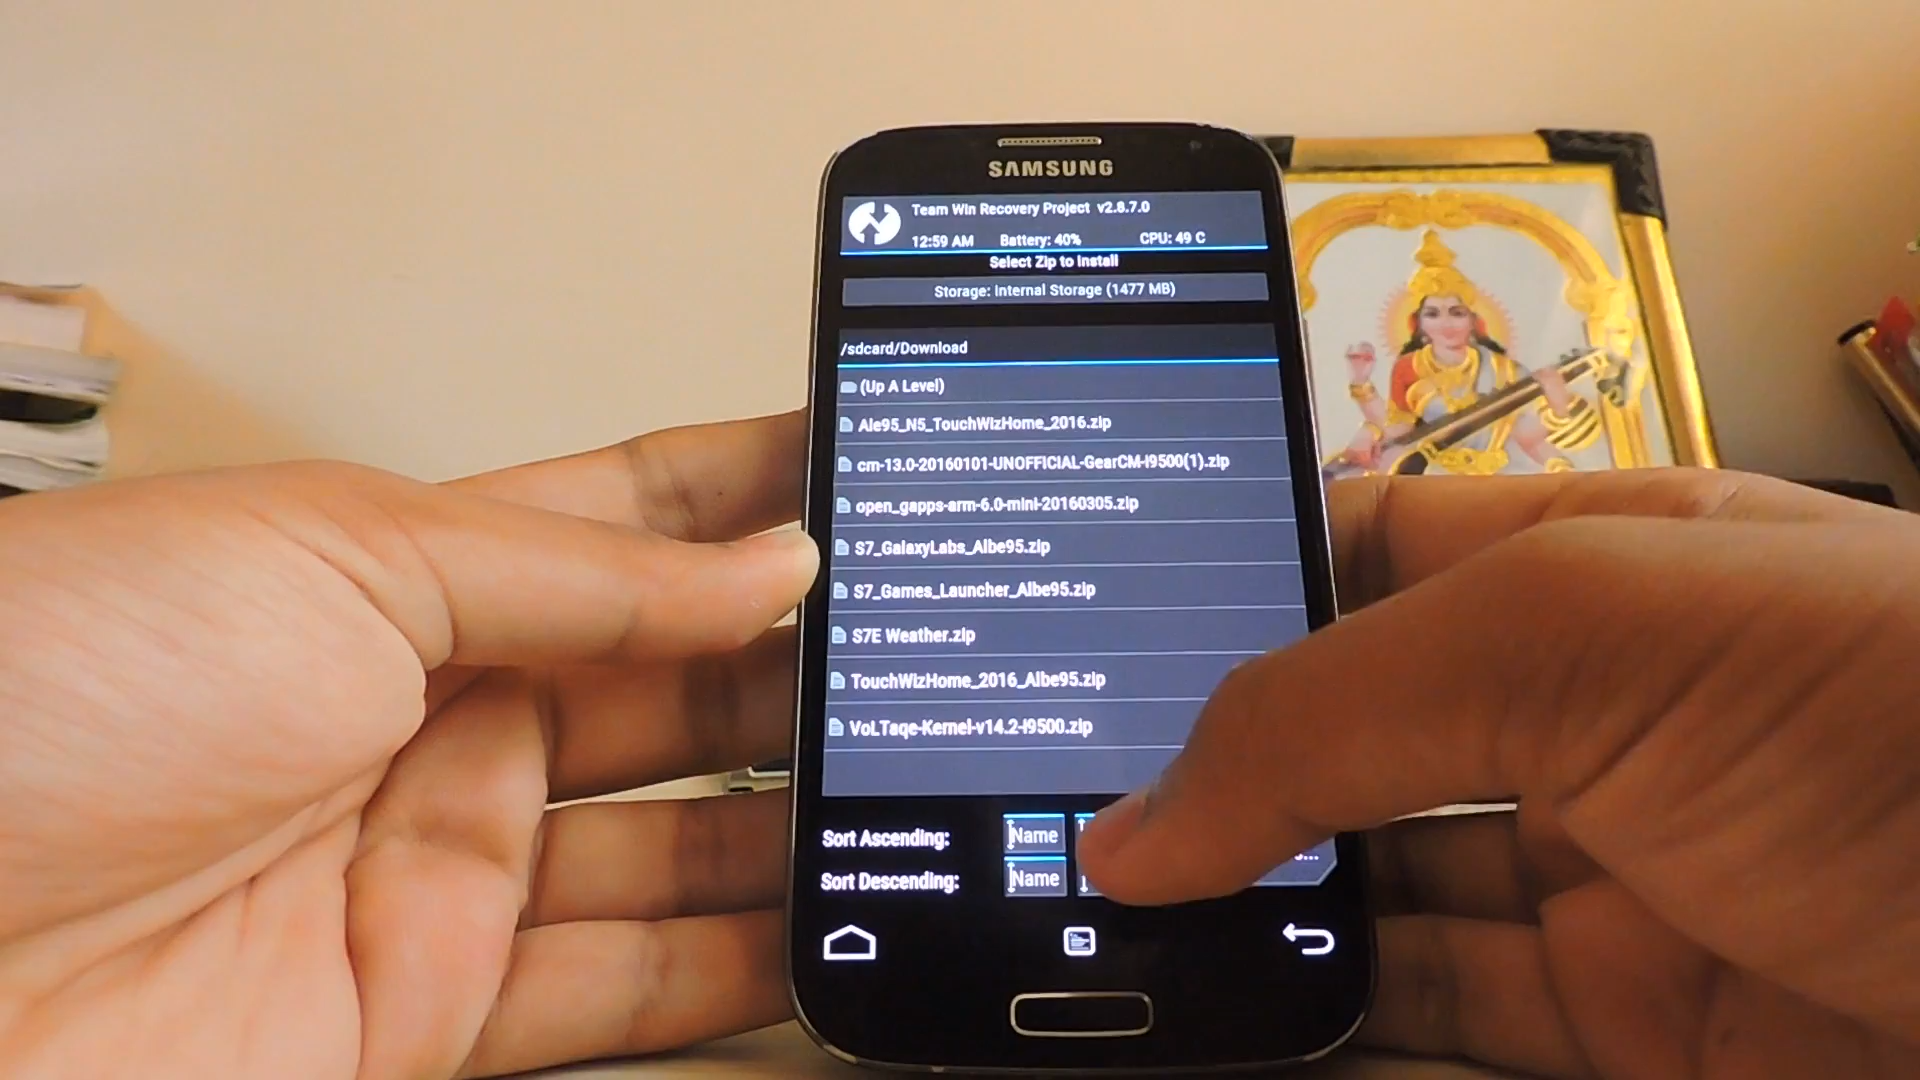 SAMSUNG
Team Win Recovery Project v2.8.7.0
12:59 AM Battery: 40% CPU: 49 C
Select Zip to Install
Storage: Internal Storage (1477 MB)
/sdcard/Download
(Up A Level)
Ale95_N5_TouchWizHome_2016.zip
cm-13.0-20160101-UNOFFICIAL-GearCM-i9500(1).zip
open_gapps-arm-6.0-mini-20160305.zip
S7_GalaxyLabs_Albe95.zip
S7_Games_Launcher_Albe95.zip
S7E Weather.zip
TouchWizHome_2016_Albe95.zip
VoLTaqe-Kernel-v14.2-i9500.zip
Sort Ascending: Name
Sort Descending: Name